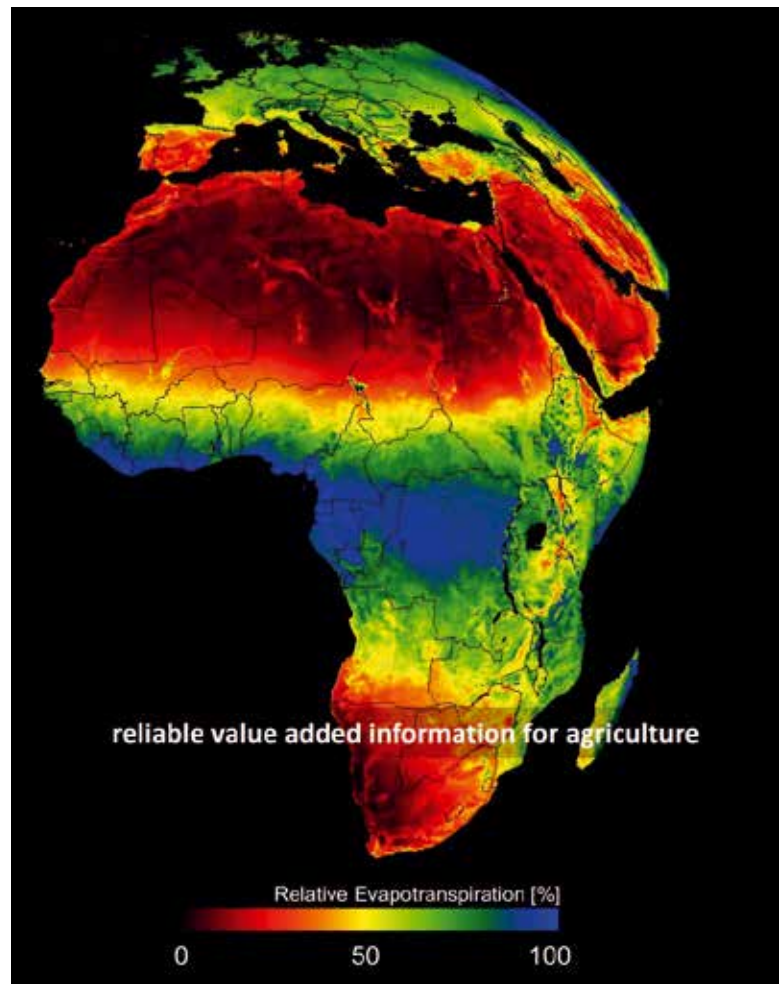 reliable value added information for agriculture
Relative Evapotranspiration [%]
0 50 100